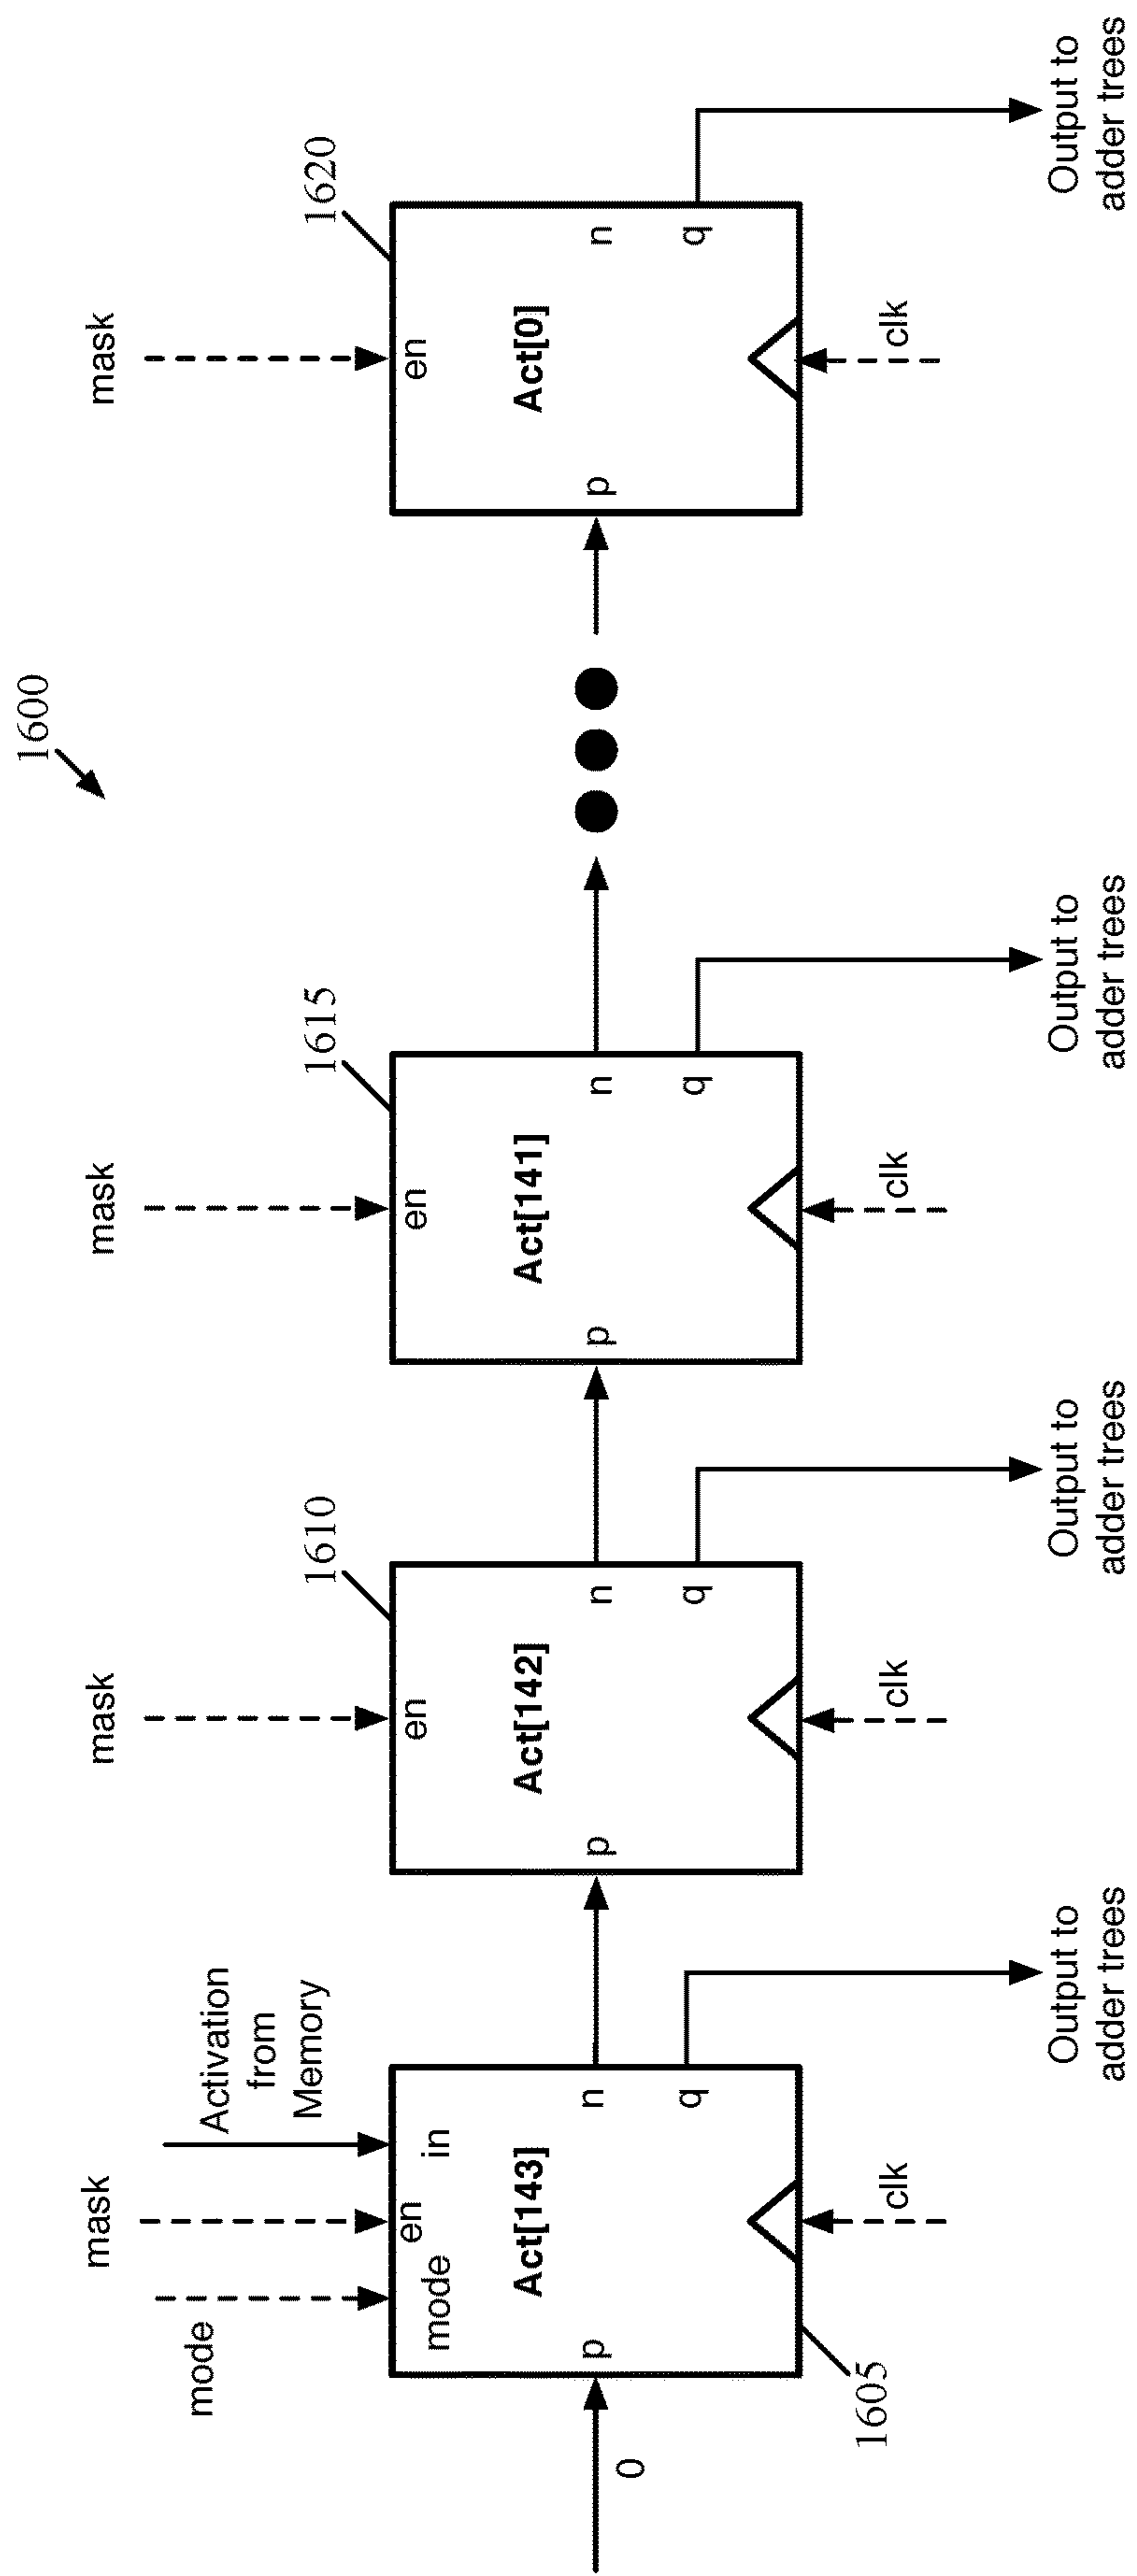 1600
mode
mask
Activation
from
Memory
mode
en
in
p
Act[143]
n
q
0
clk
1605
Output to
adder trees
mask
1610
en
p
Act[142]
n
q
clk
Output to
adder trees
mask
1615
en
p
Act[141]
n
q
clk
Output to
adder trees
mask
1620
en
p
Act[0]
n
q
clk
Output to
adder trees